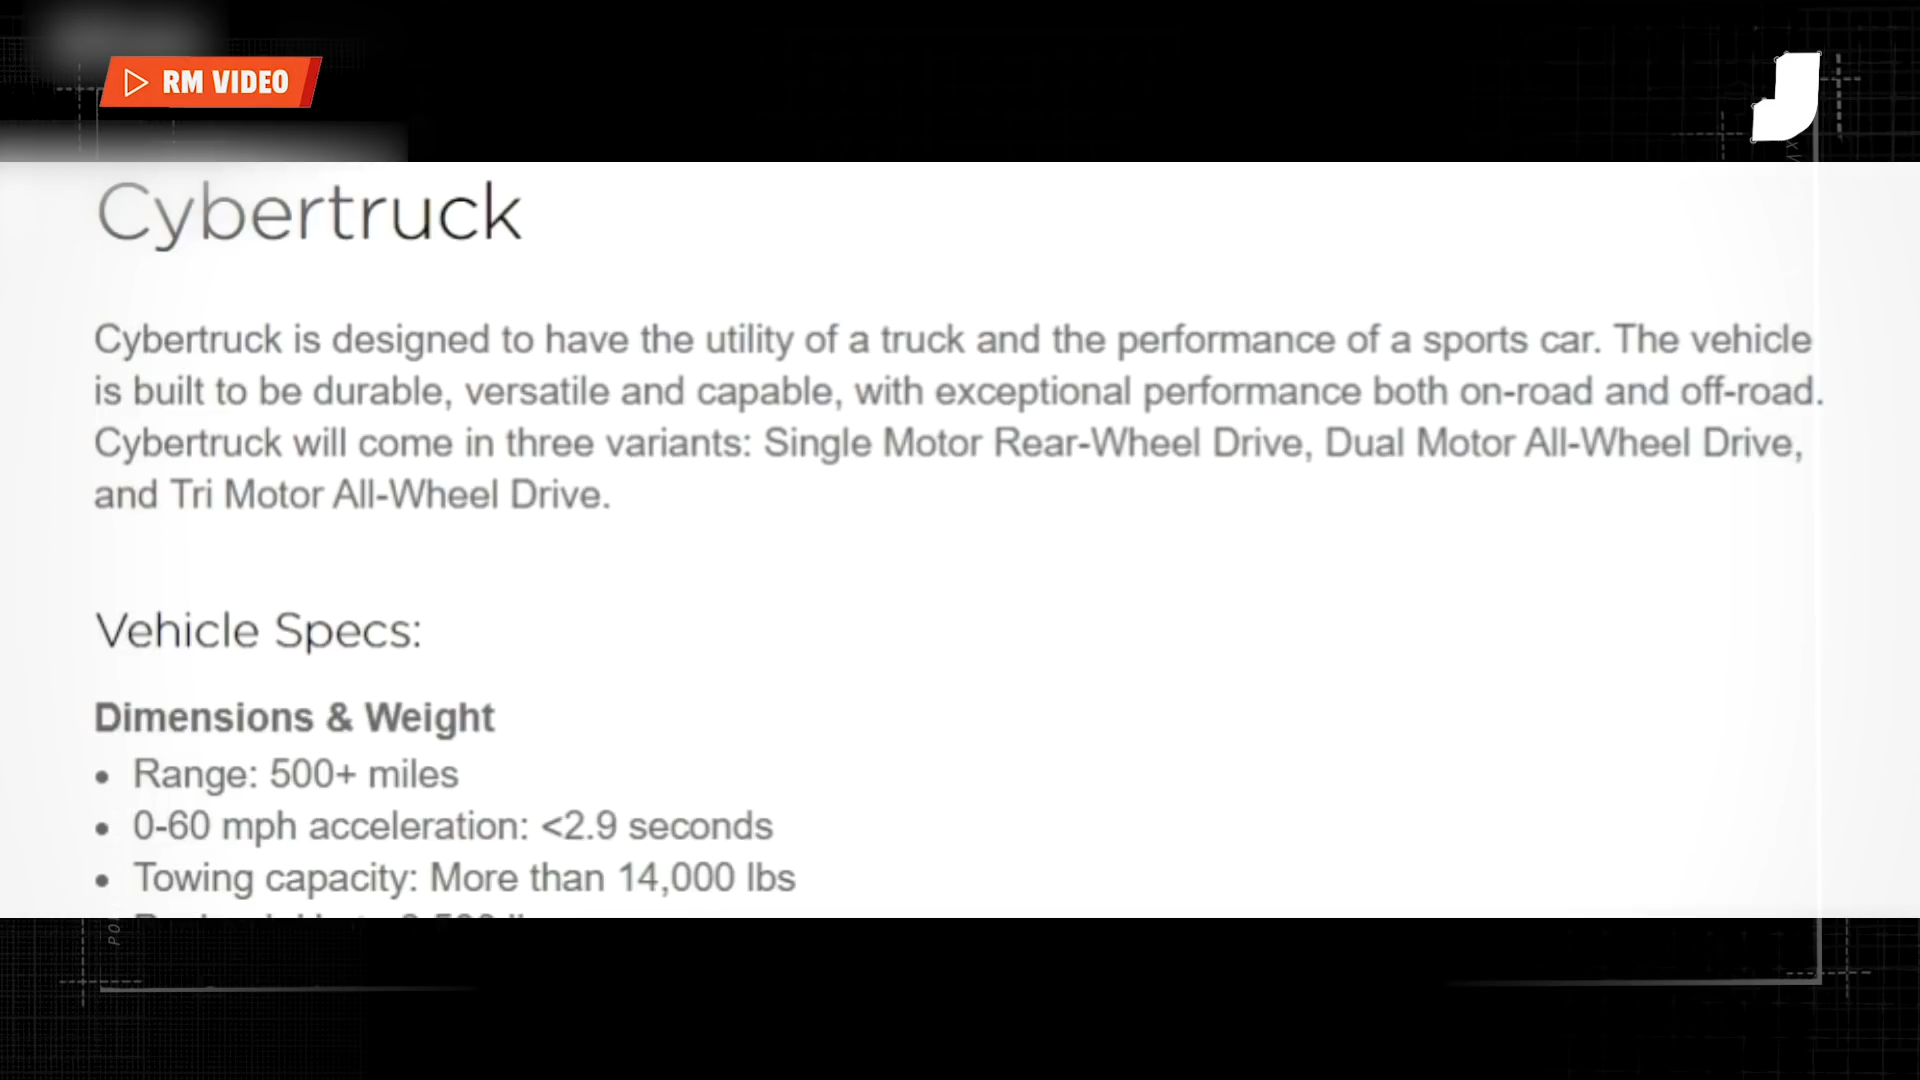 RM VIDEO
Cybertruck
Cybertruck is designed to have the utility of a truck and the performance of a sports car. The vehicle
is built to be durable, versatile and capable, with exceptional performance both on-road and off-road.
Cybertruck will come in three variants: Single Motor Rear-Wheel Drive, Dual Motor All-Wheel Drive,
and Tri Motor All-Wheel Drive.
Vehicle Specs:
Dimensions & Weight
• Range: 500+ miles
• 0-60 mph acceleration: <2.9 seconds
• Towing capacity: More than 14,000 lbs